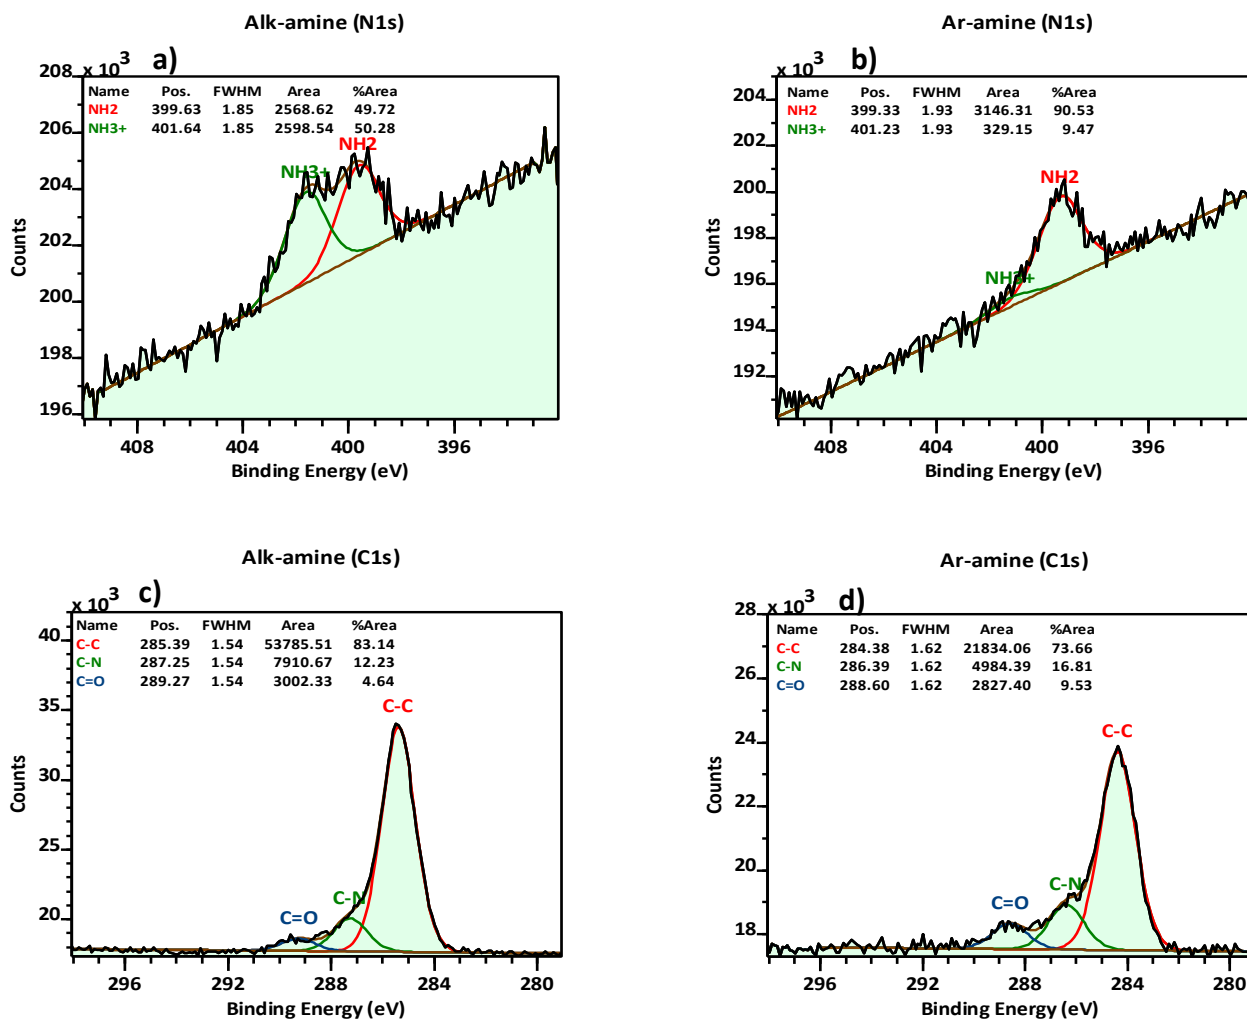 Alk-amine (N1s)
x 10³ a)
Name Pos. FWHM Area %Area
NH2 399.63 1.85 2568.62 49.72
NH3+ 401.64 1.85 2598.54 50.28
NH2
NH3+
208
206
204
202
200
198
196
Counts
408 404 400 396
Binding Energy (eV)
Ar-amine (N1s)
x 10³ b)
Name Pos. FWHM Area %Area
NH2 399.33 1.93 3146.31 90.53
NH3+ 401.23 1.93 329.15 9.47
NH2
NH3+
204
202
200
198
196
194
192
Counts
408 404 400 396
Binding Energy (eV)
Alk-amine (C1s)
x 10³ c)
Name Pos. FWHM Area %Area
C-C 285.39 1.54 53785.51 83.14
C-N 287.25 1.54 7910.67 12.23
C=O 289.27 1.54 3002.33 4.64
C-C
C-N
C=O
40
35
30
25
20
Counts
296 292 288 284 280
Binding Energy (eV)
Ar-amine (C1s)
x 10³ d)
Name Pos. FWHM Area %Area
C-C 284.38 1.62 21834.06 73.66
C-N 286.39 1.62 4984.39 16.81
C=O 288.60 1.62 2827.40 9.53
C-C
C-N
C=O
28
26
24
22
20
18
Counts
296 292 288 284 280
Binding Energy (eV)